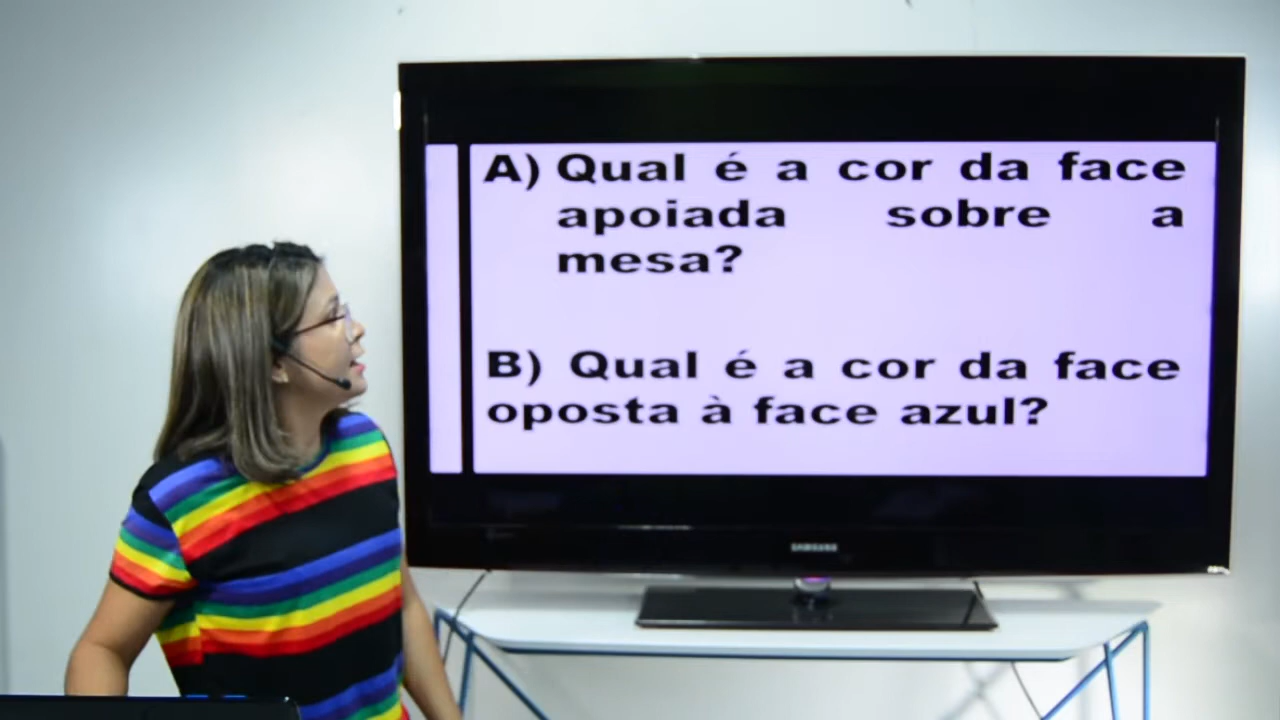 A) Qual é a cor da face
apoiada sobre a
mesa?
B) Qual é a cor da face
oposta à face azul?
SAMSUNG